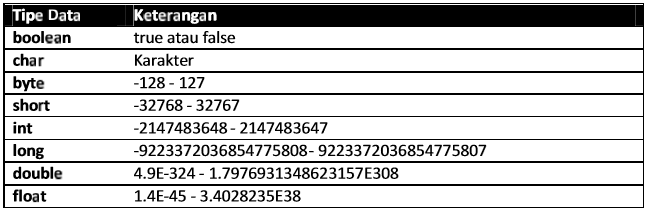 Tipe Data Keterangan
boolean true atau false
char Karakter
byte -128 - 127
short -32768 - 32767
int -2147483648 - 2147483647
long -9223372036854775808- 9223372036854775807
double 4.9E-324 - 1.7976931348623157E308
float 1.4E-45 - 3.4028235E38